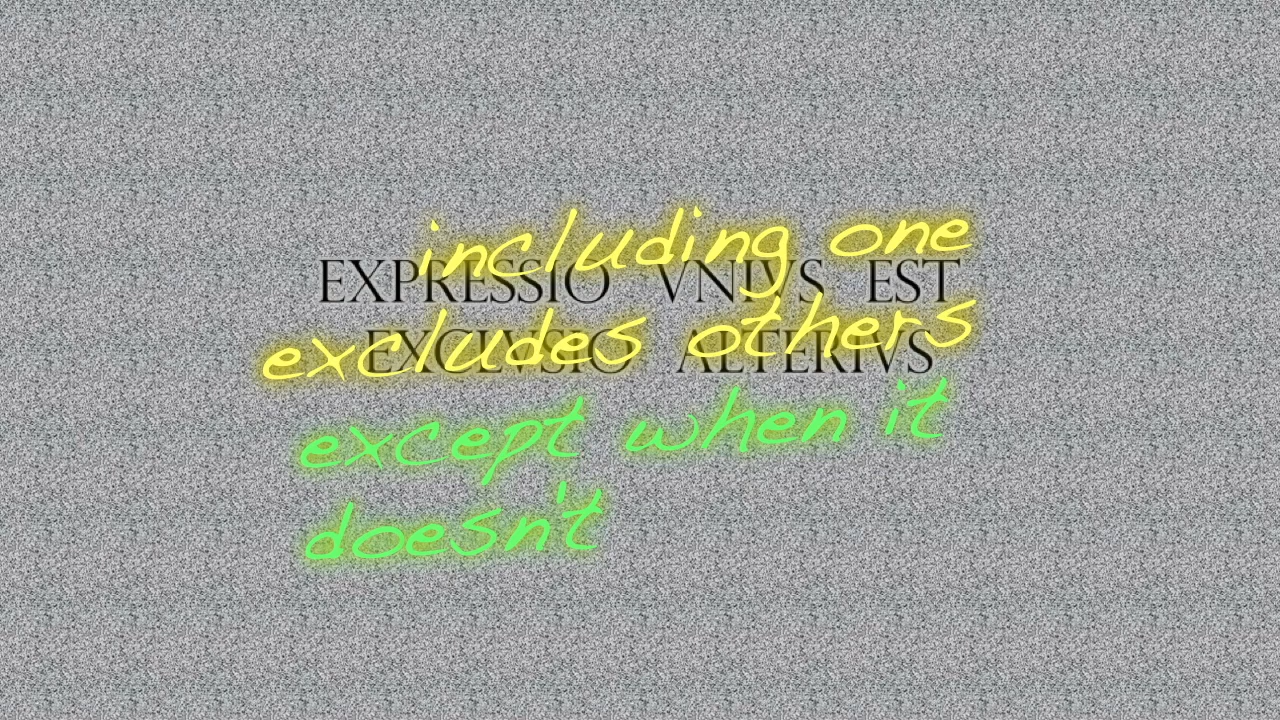 including one
EXPRESSIO VNIVS EST
excludes others
EXCLVSIO ALTERIVS
except when it
doesn't